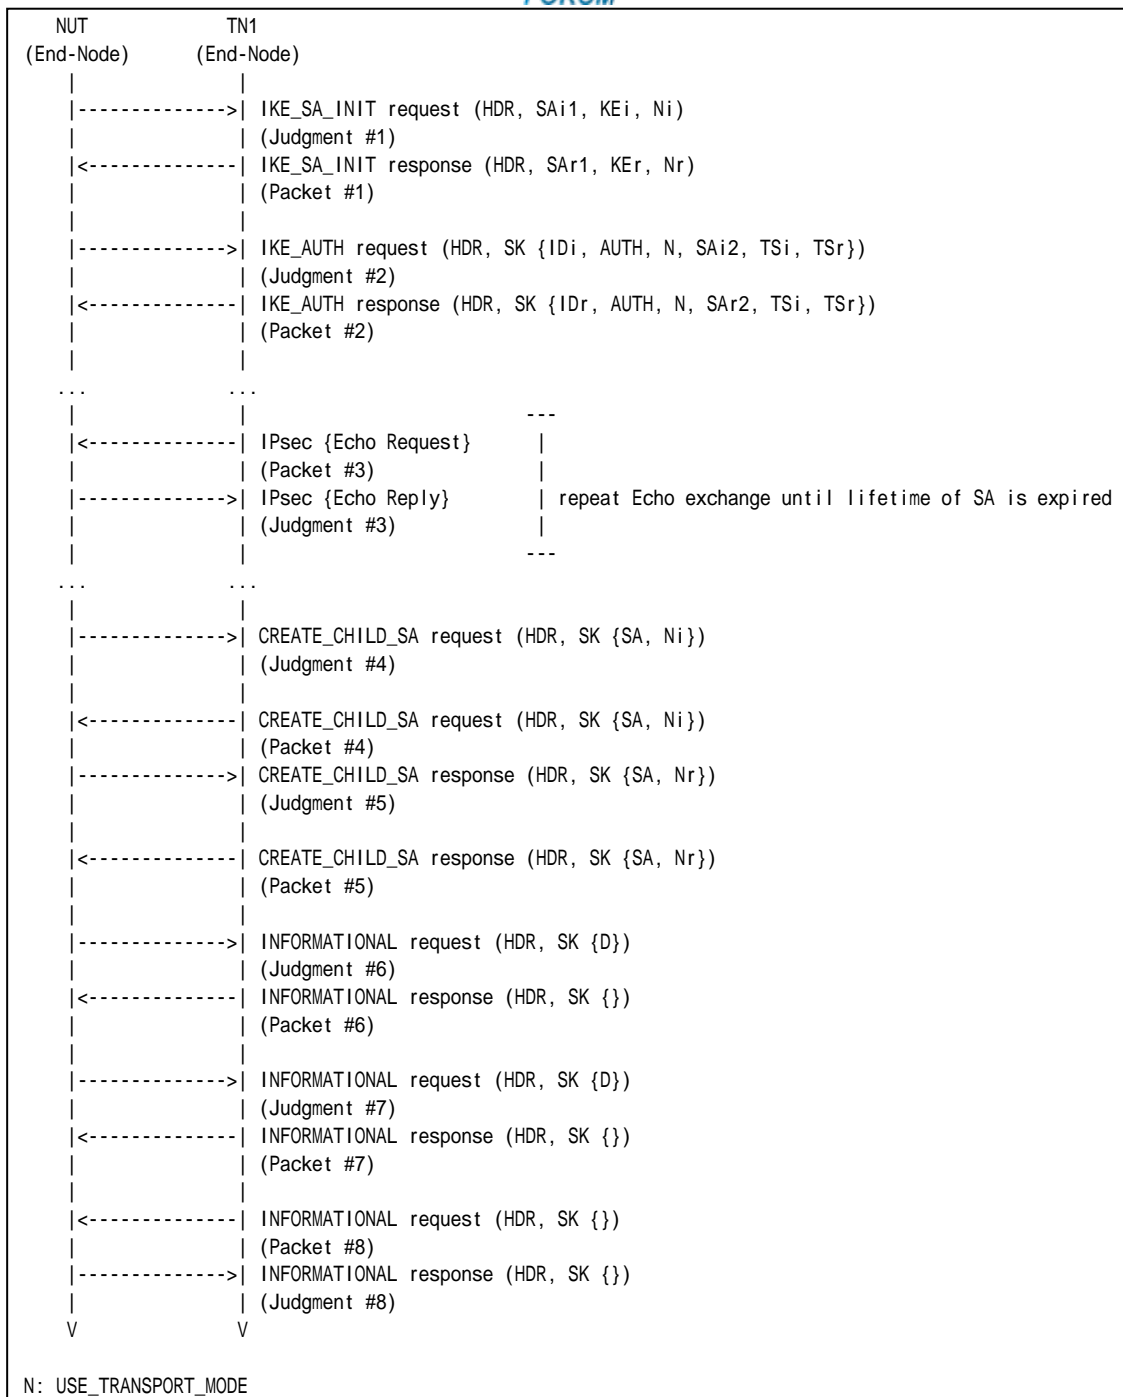 FORUM
NUT TN1
(End-Node) (End-Node)
| |
|-------------->| IKE_SA_INIT request (HDR, SAi1, KEi, Ni)
| | (Judgment #1)
|<--------------| IKE_SA_INIT response (HDR, SAr1, KEr, Nr)
| | (Packet #1)
| |
|-------------->| IKE_AUTH request (HDR, SK {IDi, AUTH, N, SAi2, TSi, TSr})
| | (Judgment #2)
|<--------------| IKE_AUTH response (HDR, SK {IDr, AUTH, N, SAr2, TSi, TSr})
| | (Packet #2)
| |
... ...
| | ---
|<--------------| IPsec {Echo Request} |
| | (Packet #3) |
|-------------->| IPsec {Echo Reply} | repeat Echo exchange until lifetime of SA is expired
| | (Judgment #3) |
| | ---
... ...
| |
|-------------->| CREATE_CHILD_SA request (HDR, SK {SA, Ni})
| | (Judgment #4)
| |
|<--------------| CREATE_CHILD_SA request (HDR, SK {SA, Ni})
| | (Packet #4)
|-------------->| CREATE_CHILD_SA response (HDR, SK {SA, Nr})
| | (Judgment #5)
| |
|<--------------| CREATE_CHILD_SA response (HDR, SK {SA, Nr})
| | (Packet #5)
| |
|-------------->| INFORMATIONAL request (HDR, SK {D})
| | (Judgment #6)
|<--------------| INFORMATIONAL response (HDR, SK {})
| | (Packet #6)
| |
|-------------->| INFORMATIONAL request (HDR, SK {D})
| | (Judgment #7)
|<--------------| INFORMATIONAL response (HDR, SK {})
| | (Packet #7)
| |
|<--------------| INFORMATIONAL request (HDR, SK {})
| | (Packet #8)
|-------------->| INFORMATIONAL response (HDR, SK {})
| | (Judgment #8)
V V
N: USE_TRANSPORT_MODE